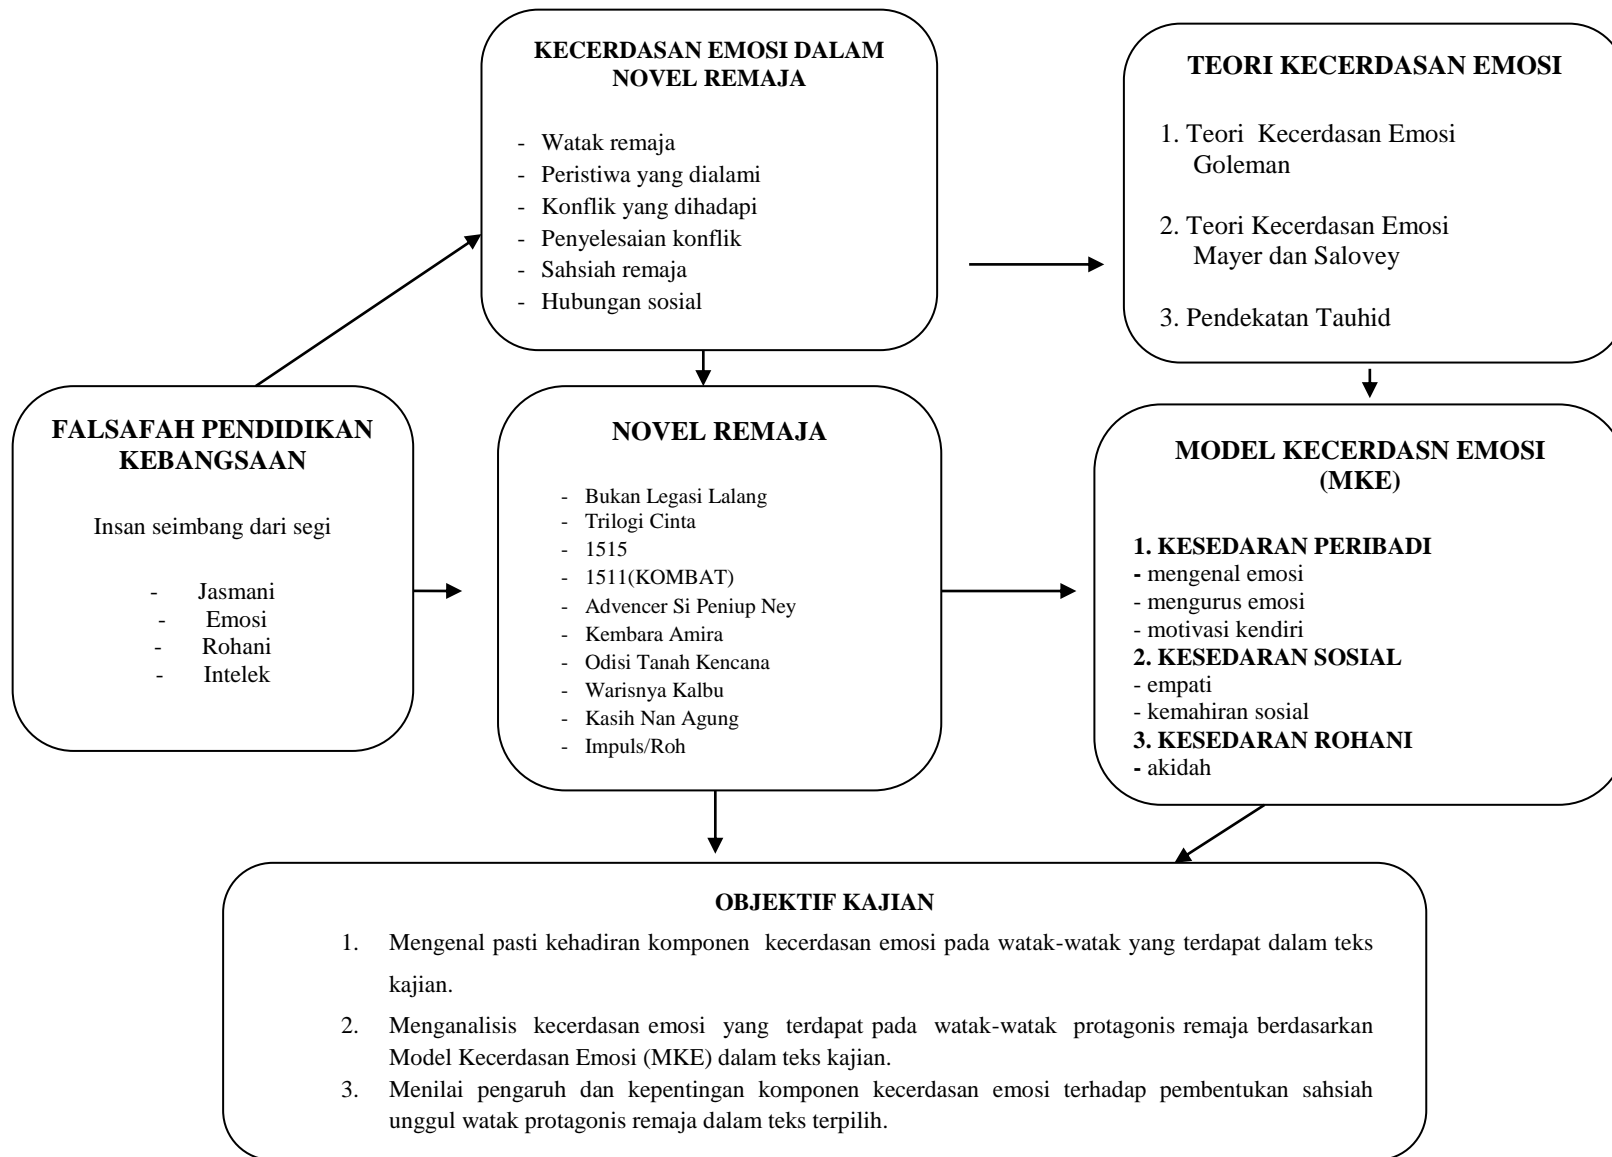 KECERDASAN EMOSI DALAM
NOVEL REMAJA
- Watak remaja
- Peristiwa yang dialami
- Konflik yang dihadapi
- Penyelesaian konflik
- Sahsiah remaja
- Hubungan sosial
TEORI KECERDASAN EMOSI
1. Teori Kecerdasan Emosi
Goleman
2. Teori Kecerdasan Emosi
Mayer dan Salovey
3. Pendekatan Tauhid
FALSAFAH PENDIDIKAN
KEBANGSAAN
Insan seimbang dari segi
- Jasmani
- Emosi
- Rohani
- Intelek
NOVEL REMAJA
- Bukan Legasi Lalang
- Trilogi Cinta
- 1515
- 1511(KOMBAT)
- Advencer Si Peniup Ney
- Kembara Amira
- Odisi Tanah Kencana
- Warisnya Kalbu
- Kasih Nan Agung
- Impuls/Roh
MODEL KECERDASN EMOSI
(MKE)
1. KESEDARAN PERIBADI
- mengenal emosi
- mengurus emosi
- motivasi kendiri
2. KESEDARAN SOSIAL
- empati
- kemahiran sosial
3. KESEDARAN ROHANI
- akidah
OBJEKTIF KAJIAN
1. Mengenal pasti kehadiran komponen kecerdasan emosi pada watak-watak yang terdapat dalam teks
kajian.
2. Menganalisis kecerdasan emosi yang terdapat pada watak-watak protagonis remaja berdasarkan
Model Kecerdasan Emosi (MKE) dalam teks kajian.
3. Menilai pengaruh dan kepentingan komponen kecerdasan emosi terhadap pembentukan sahsiah
unggul watak protagonis remaja dalam teks terpilih.